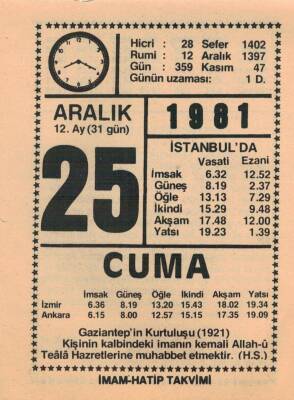 Hicri : 28 Sefer 1402
Rumi : 12 Aralık 1397
Gün : 359 Kasım 47
Günün uzaması: 1 D.
ARALIK
12. Ay (31 gün)
1981
25
İSTANBUL'DA
Vasati Ezani
İmsak 6.32 12.52
Güneş 8.19 2.37
Öğle 13.13 7.29
İkindi 15.29 9.48
Akşam 17.48 12.00
Yatsı 19.23 1.39
CUMA
İmsak Güneş Öğle İkindi Akşam Yatsı
İzmir 6.36 8.19 13.20 15.43 18.02 19.34
Ankara 6.15 8.00 12.57 15.15 17.35 19.09
Gaziantep'in Kurtuluşu (1921)
Kişinin kalbindeki imanın kemali Allah-û
Teâlâ Hazretlerine muhabbet etmektir. (H.S.)
İMAM-HATİP TAKVİMİ